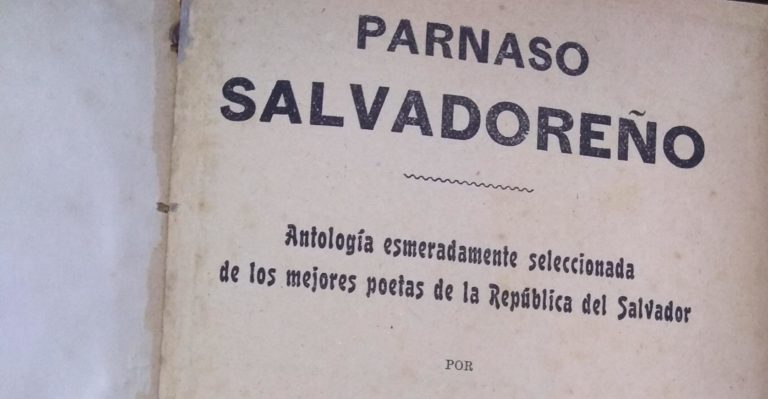 PARNASO
SALVADOREÑO
Antología esmeradamente seleccionada
de los mejores poetas de la República del Salvador
POR